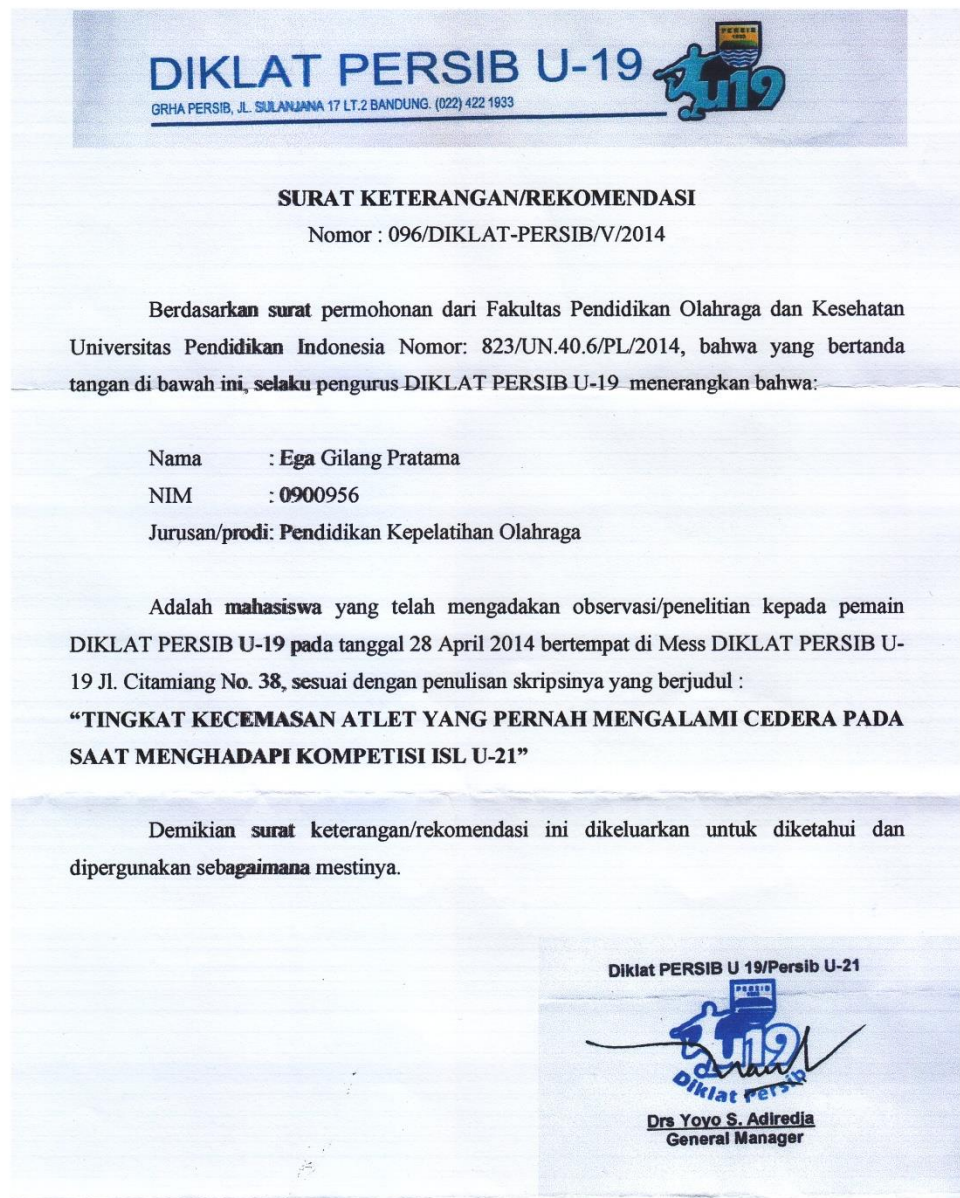 DIKLAT PERSIB U-19
GRHA PERSIB, JL. SULANJANA 17 LT.2 BANDUNG. (022) 422 1933
PERSIB
1933
U19
SURAT KETERANGAN/REKOMENDASI
Nomor : 096/DIKLAT-PERSIB/V/2014
Berdasarkan surat permohonan dari Fakultas Pendidikan Olahraga dan Kesehatan
Universitas Pendidikan Indonesia Nomor: 823/UN.40.6/PL/2014, bahwa yang bertanda
tangan di bawah ini, selaku pengurus DIKLAT PERSIB U-19 menerangkan bahwa:
Nama : Ega Gilang Pratama
NIM : 0900956
Jurusan/prodi: Pendidikan Kepelatihan Olahraga
Adalah mahasiswa yang telah mengadakan observasi/penelitian kepada pemain
DIKLAT PERSIB U-19 pada tanggal 28 April 2014 bertempat di Mess DIKLAT PERSIB U-
19 Jl. Citamiang No. 38, sesuai dengan penulisan skripsinya yang berjudul :
“TINGKAT KECEMASAN ATLET YANG PERNAH MENGALAMI CEDERA PADA
SAAT MENGHADAPI KOMPETISI ISL U-21”
Demikian surat keterangan/rekomendasi ini dikeluarkan untuk diketahui dan
dipergunakan sebagaimana mestinya.
Diklat PERSIB U 19/Persib U-21
PERSIB
U19
Diklat Persib
Drs Yoyo S. Adiredja
General Manager